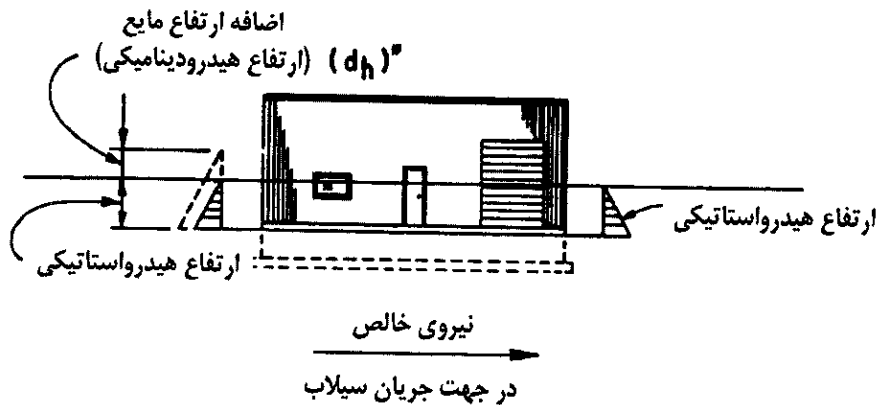 اضافه ارتفاع مایع
(ارتفاع هیدرودینامیکی) (dh)*
ارتفاع هیدرواستاتیکی
ارتفاع هیدرواستاتیکی
نیروی خالص
در جهت جریان سیلاب